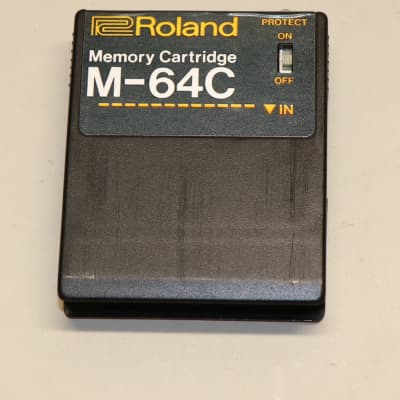 Roland
PROTECT
ON
OFF
Memory Cartridge
M-64C
▼IN